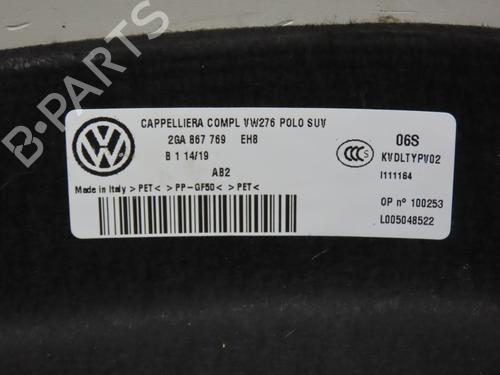 CAPPELLIERA COMPL VW276 POLO SUV
2GA 867 769 EH8
B 1 14/19
AB2
Made in Italy >PET< >PP-GF50< >PET<
06S
CCC S
KVDLTYPV02
I111164
OP nº 100253
L005048522
B-PARTS